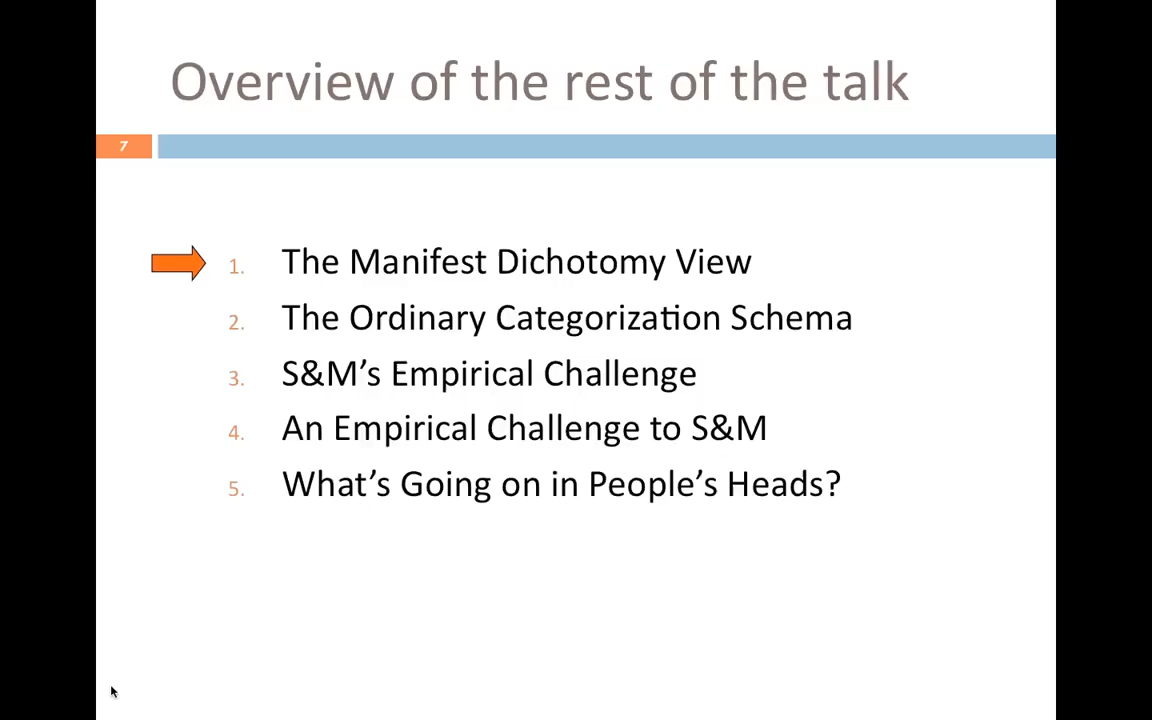 Overview of the rest of the talk
7
1. The Manifest Dichotomy View
2. The Ordinary Categorization Schema
3. S&M’s Empirical Challenge
4. An Empirical Challenge to S&M
5. What’s Going on in People’s Heads?